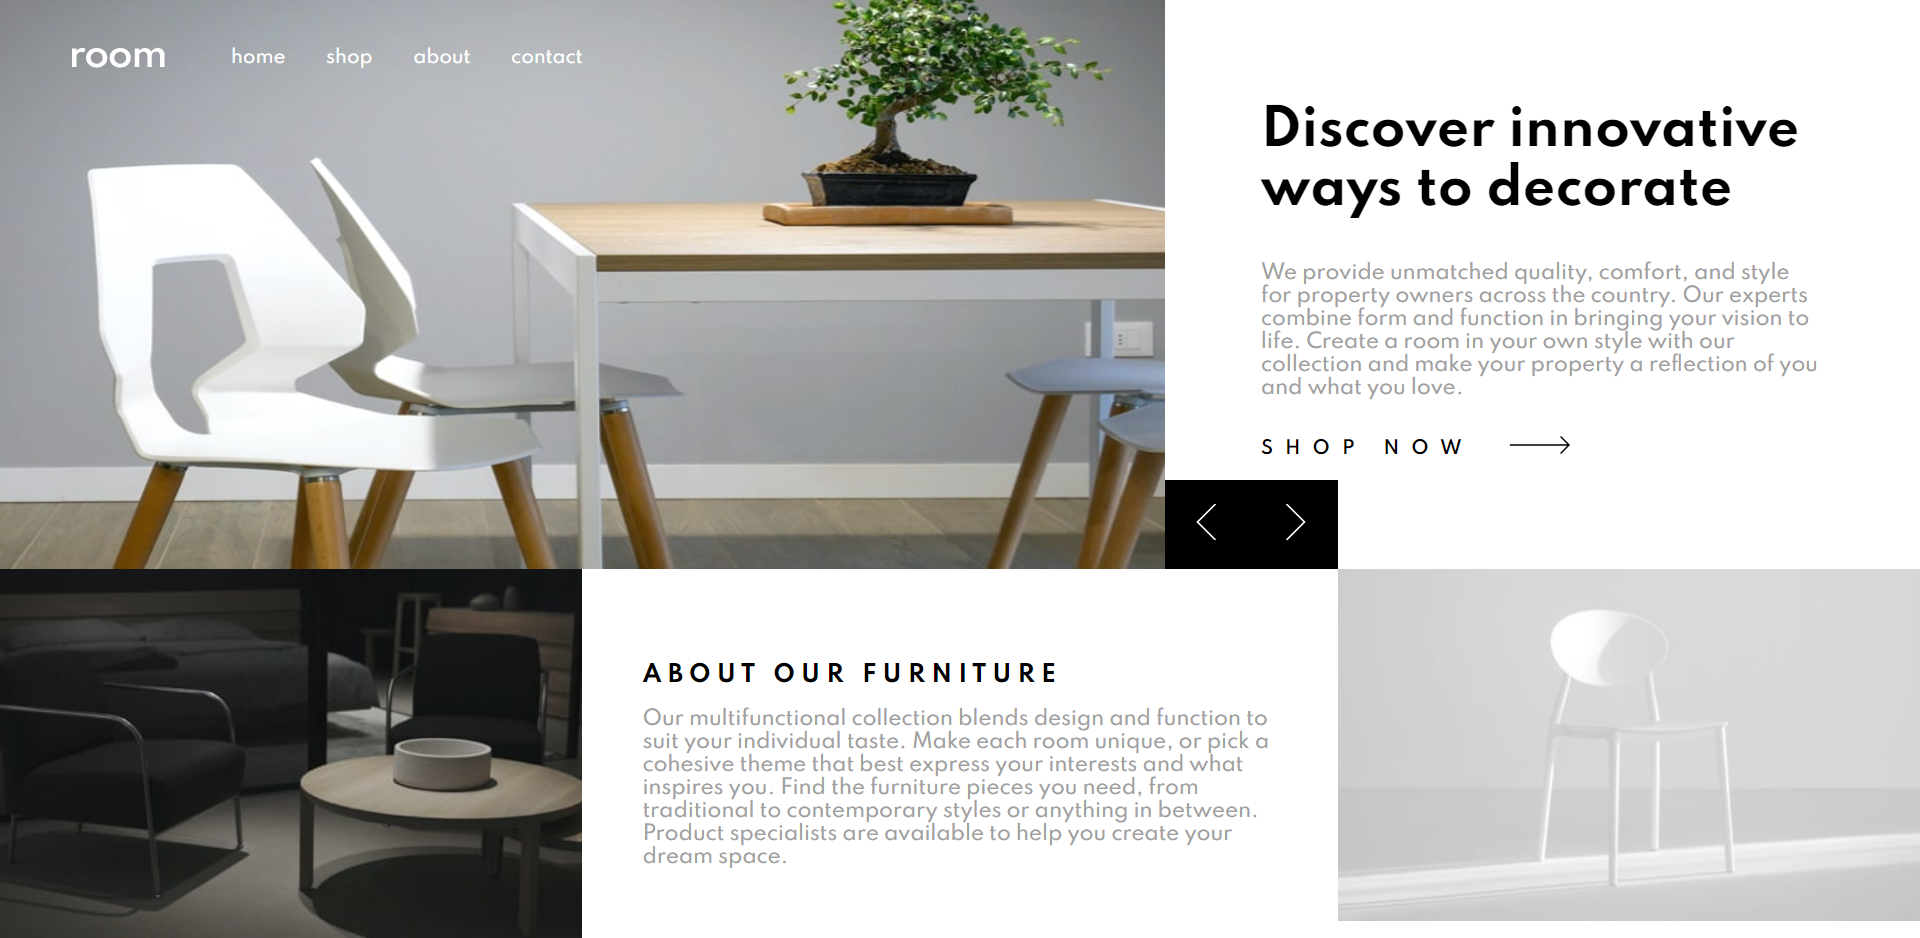 room
home shop about contact
Discover innovative
ways to decorate
We provide unmatched quality, comfort, and style
for property owners across the country. Our experts
combine form and function in bringing your vision to
life. Create a room in your own style with our
collection and make your property a reflection of you
and what you love.
SHOP NOW
ABOUT OUR FURNITURE
Our multifunctional collection blends design and function to
suit your individual taste. Make each room unique, or pick a
cohesive theme that best express your interests and what
inspires you. Find the furniture pieces you need, from
traditional to contemporary styles or anything in between.
Product specialists are available to help you create your
dream space.